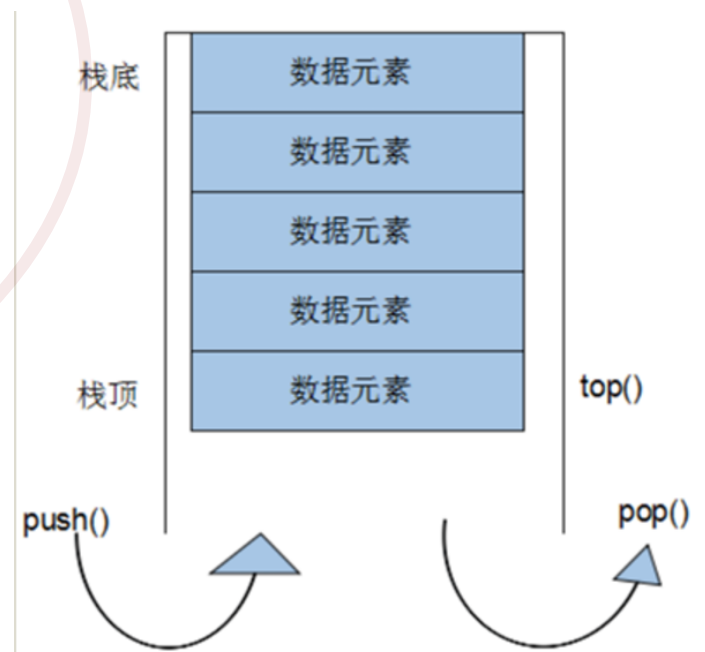 栈底
数据元素
数据元素
数据元素
数据元素
栈顶
数据元素
top()
push()
pop()